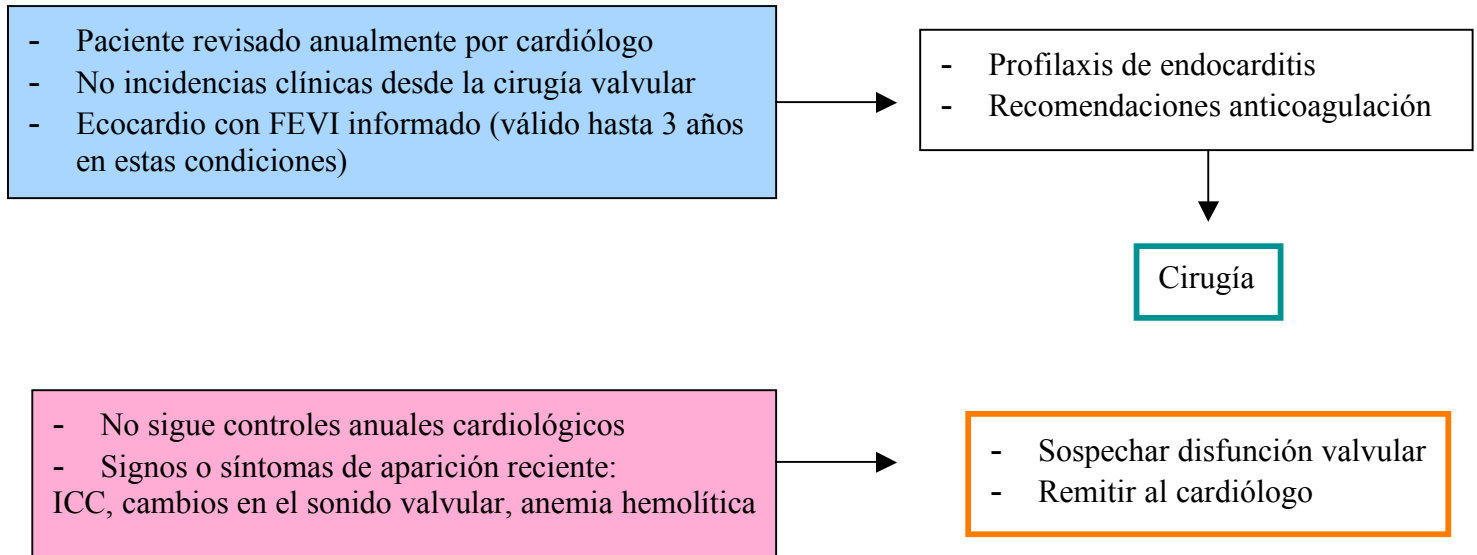 - Paciente revisado anualmente por cardiólogo
- No incidencias clínicas desde la cirugía valvular
- Ecocardio con FEVI informado (válido hasta 3 años
en estas condiciones)
- Profilaxis de endocarditis
- Recomendaciones anticoagulación
Cirugía
- No sigue controles anuales cardiológicos
- Signos o síntomas de aparición reciente:
ICC, cambios en el sonido valvular, anemia hemolítica
- Sospechar disfunción valvular
- Remitir al cardiólogo